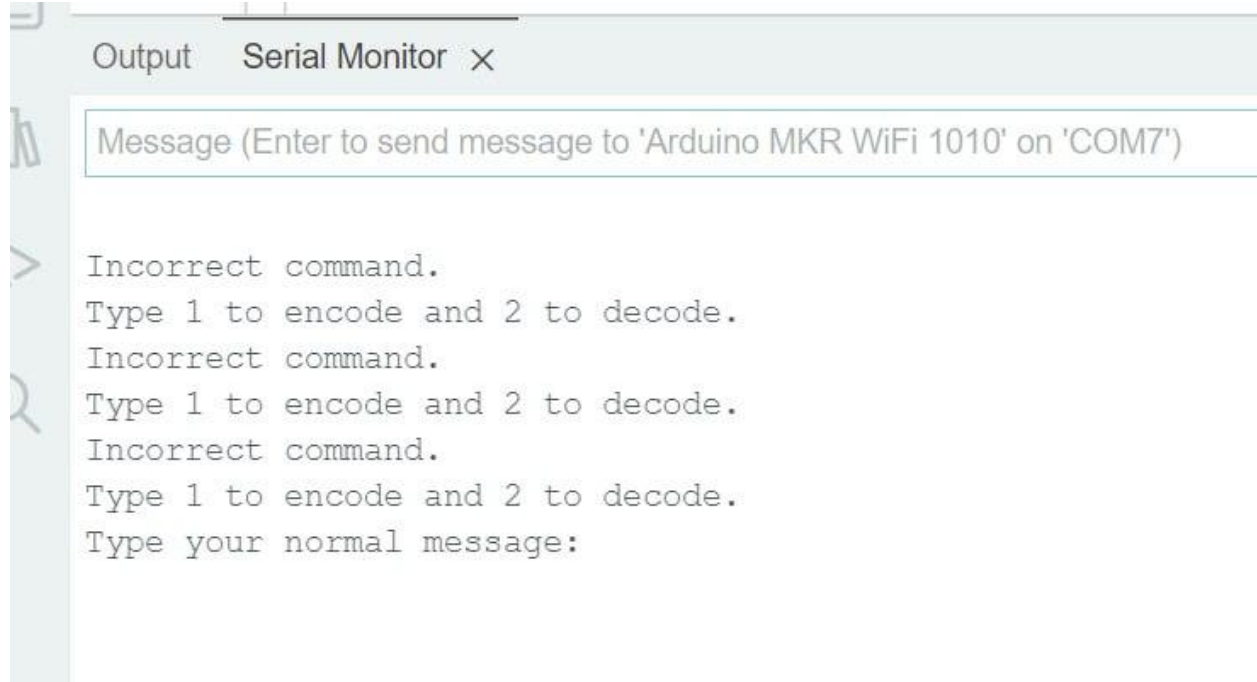 Output Serial Monitor ×
Message (Enter to send message to 'Arduino MKR WiFi 1010' on 'COM7')
Incorrect command.
Type 1 to encode and 2 to decode.
Incorrect command.
Type 1 to encode and 2 to decode.
Incorrect command.
Type 1 to encode and 2 to decode.
Type your normal message: